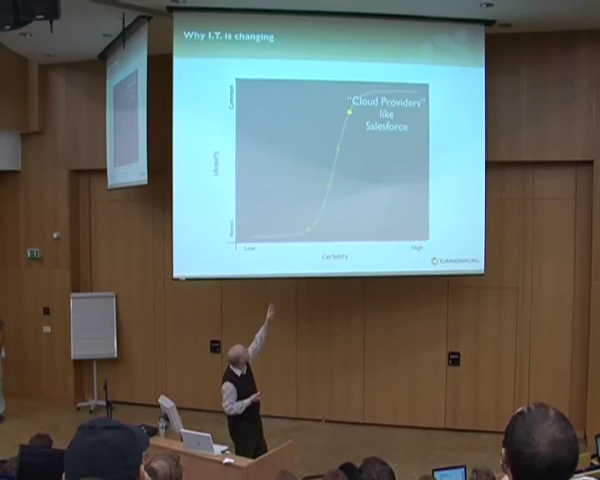 Why I.T. is changing
Common
"Cloud Providers"
like
Salesforce
Ubiquity
Novel
Low
High
Certainty
CANONICAL